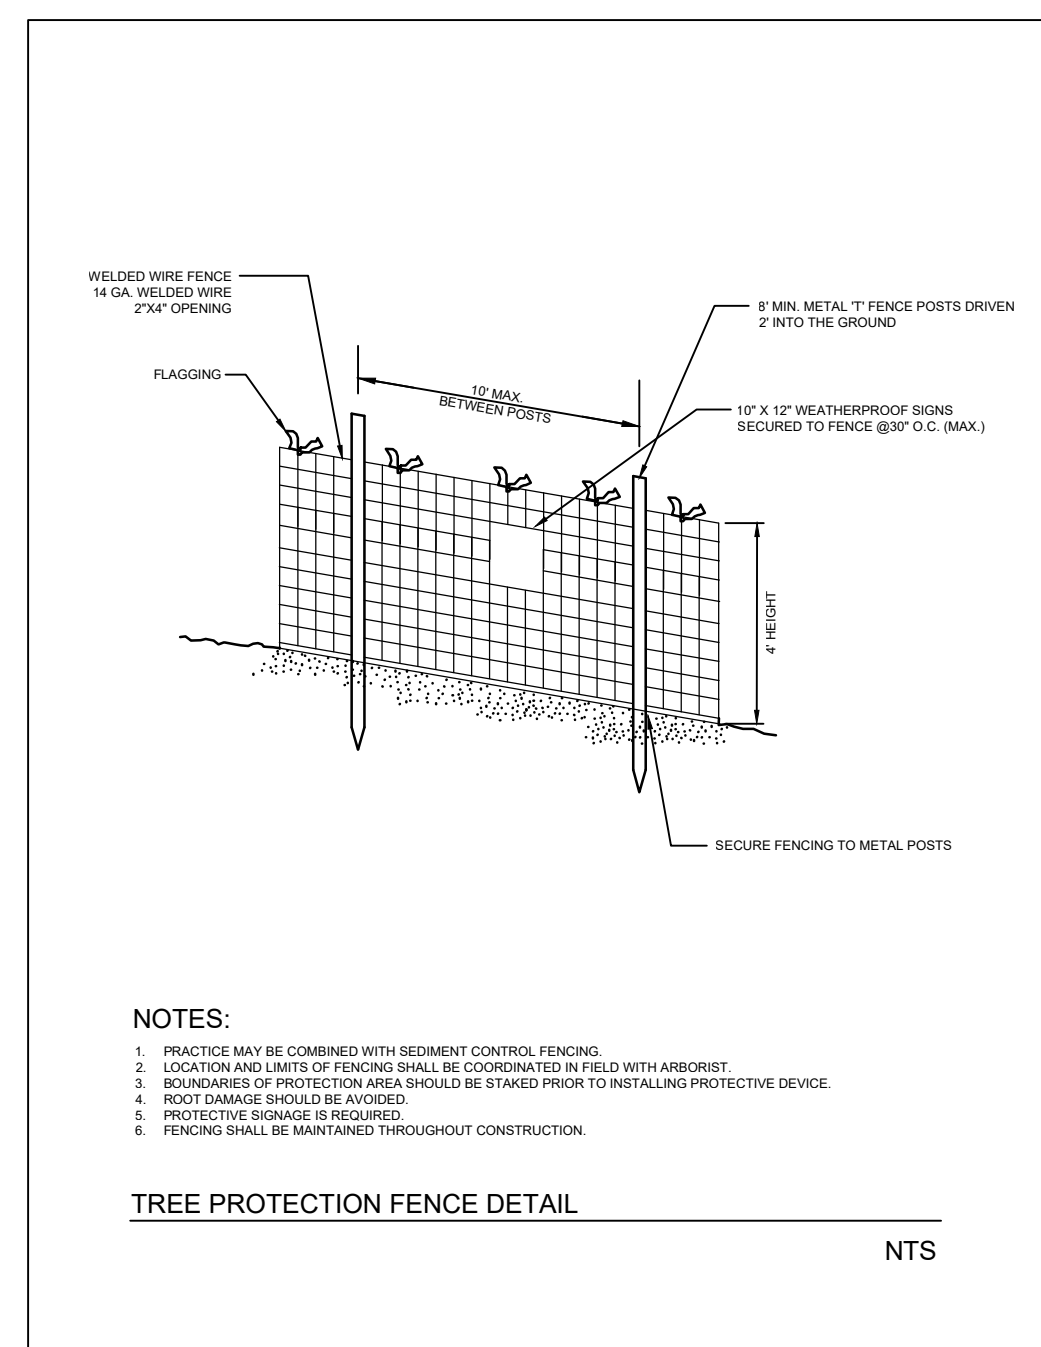 WELDED WIRE FENCE
14 GA. WELDED WIRE
2"X4" OPENING
FLAGGING
10' MAX.
BETWEEN POSTS
8' MIN. METAL 'T' FENCE POSTS DRIVEN
2' INTO THE GROUND
10" X 12" WEATHERPROOF SIGNS
SECURED TO FENCE @30" O.C. (MAX.)
4' HEIGHT
SECURE FENCING TO METAL POSTS
NOTES:
1. PRACTICE MAY BE COMBINED WITH SEDIMENT CONTROL FENCING.
2. LOCATION AND LIMITS OF FENCING SHALL BE COORDINATED IN FIELD WITH ARBORIST.
3. BOUNDARIES OF PROTECTION AREA SHOULD BE STAKED PRIOR TO INSTALLING PROTECTIVE DEVICE.
4. ROOT DAMAGE SHOULD BE AVOIDED.
5. PROTECTIVE SIGNAGE IS REQUIRED.
6. FENCING SHALL BE MAINTAINED THROUGHOUT CONSTRUCTION.
TREE PROTECTION FENCE DETAIL
NTS